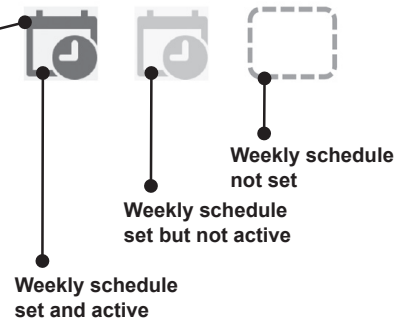 Weekly schedule
not set
Weekly schedule
set but not active
Weekly schedule
set and active